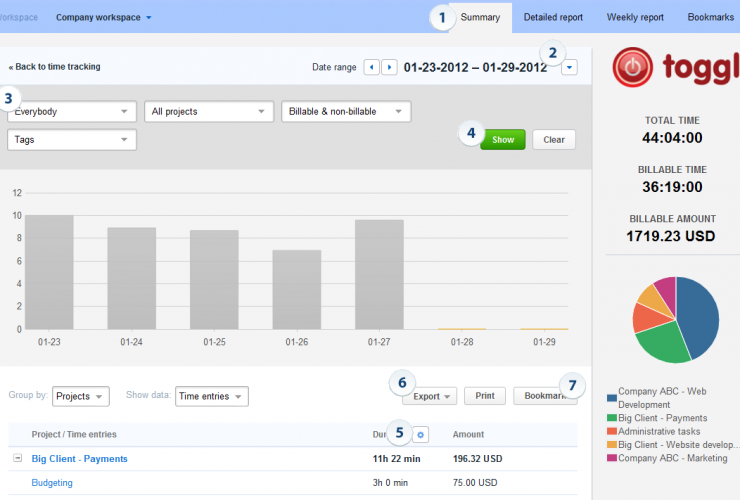 Workspace Company workspace 1 Summary Detailed report Weekly report Bookmarks
« Back to time tracking Date range 01-23-2012 – 01-29-2012 2
toggl
3 Everybody All projects Billable & non-billable
Tags 4 Show Clear
TOTAL TIME
44:04:00
BILLABLE TIME
36:19:00
BILLABLE AMOUNT
1719.23 USD
12
10
8
6
4
2
0
01-23 01-24 01-25 01-26 01-27 01-28 01-29
Company ABC - Web
Development
Big Client - Payments
Administrative tasks
Big Client - Website develop...
Company ABC - Marketing
Group by: Projects Show data: Time entries 6 Export Print Bookmark 7
Project / Time entries 5 Amount
Big Client - Payments 11h 22 min 196.32 USD
Budgeting 3h 0 min 75.00 USD